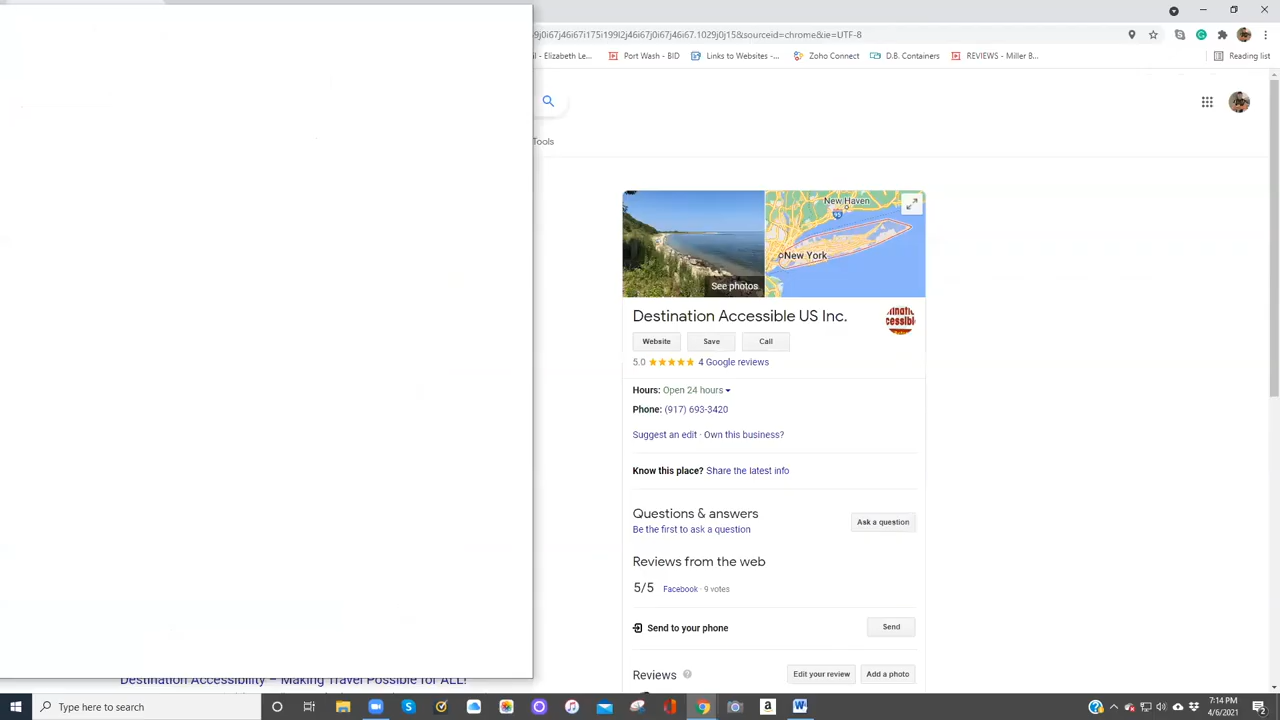 9j0i67j46i67i175i199l2j46i67j0i67j46i67.1029j0j15&sourceid=chrome&ie=UTF-8
il - Elizabeth Le... Port Wash - BID Links to Websites -... Zoho Connect D.B. Containers REVIEWS - Miller B... Reading list
Tools
New Haven
New York
See photos
Destination Accessible US Inc.
Website Save Call
5.0 4 Google reviews
Hours: Open 24 hours
Phone: (917) 693-3420
Suggest an edit · Own this business?
Know this place? Share the latest info
Questions & answers
Be the first to ask a question
Ask a question
Reviews from the web
5/5 Facebook · 9 votes
Send to your phone Send
Reviews Edit your review Add a photo
Destination Accessibility – Making Travel Possible for ALL!
Type here to search
7:14 PM
4/6/2021